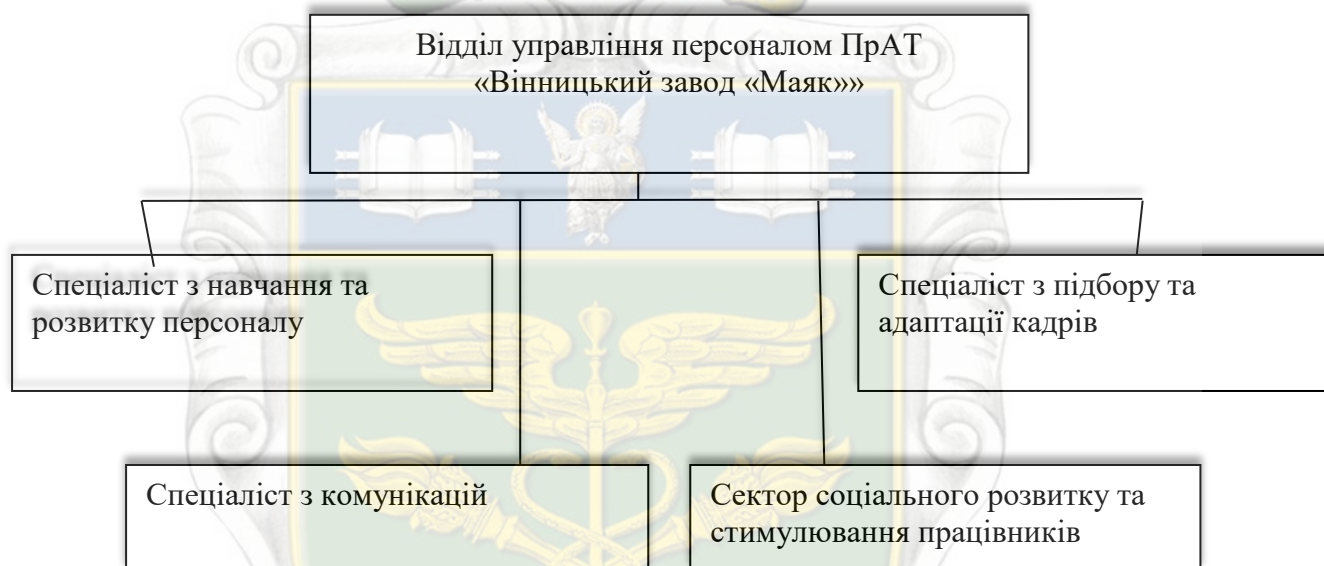 Відділ управління персоналом ПрАТ
«Вінницький завод «Маяк»»
Спеціаліст з навчання та
розвитку персоналу
Спеціаліст з підбору та
адаптації кадрів
Спеціаліст з комунікацій
Сектор соціального розвитку та
стимулювання працівників